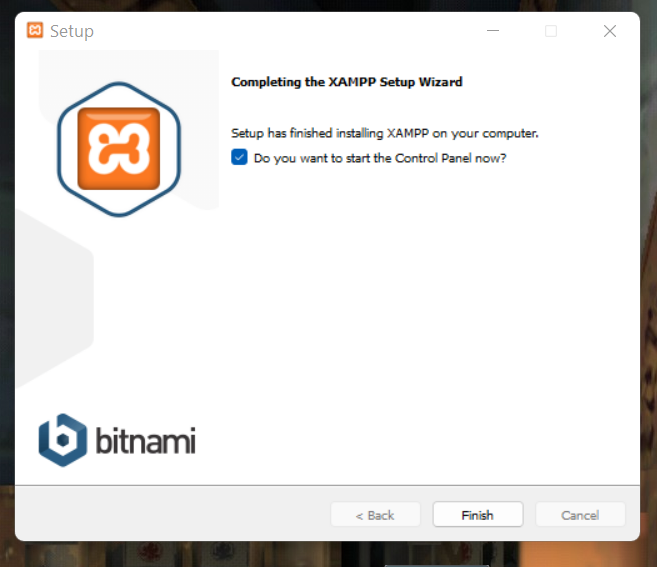 Setup
Completing the XAMPP Setup Wizard
Setup has finished installing XAMPP on your computer.
Do you want to start the Control Panel now?
bitnami
< Back
Finish
Cancel